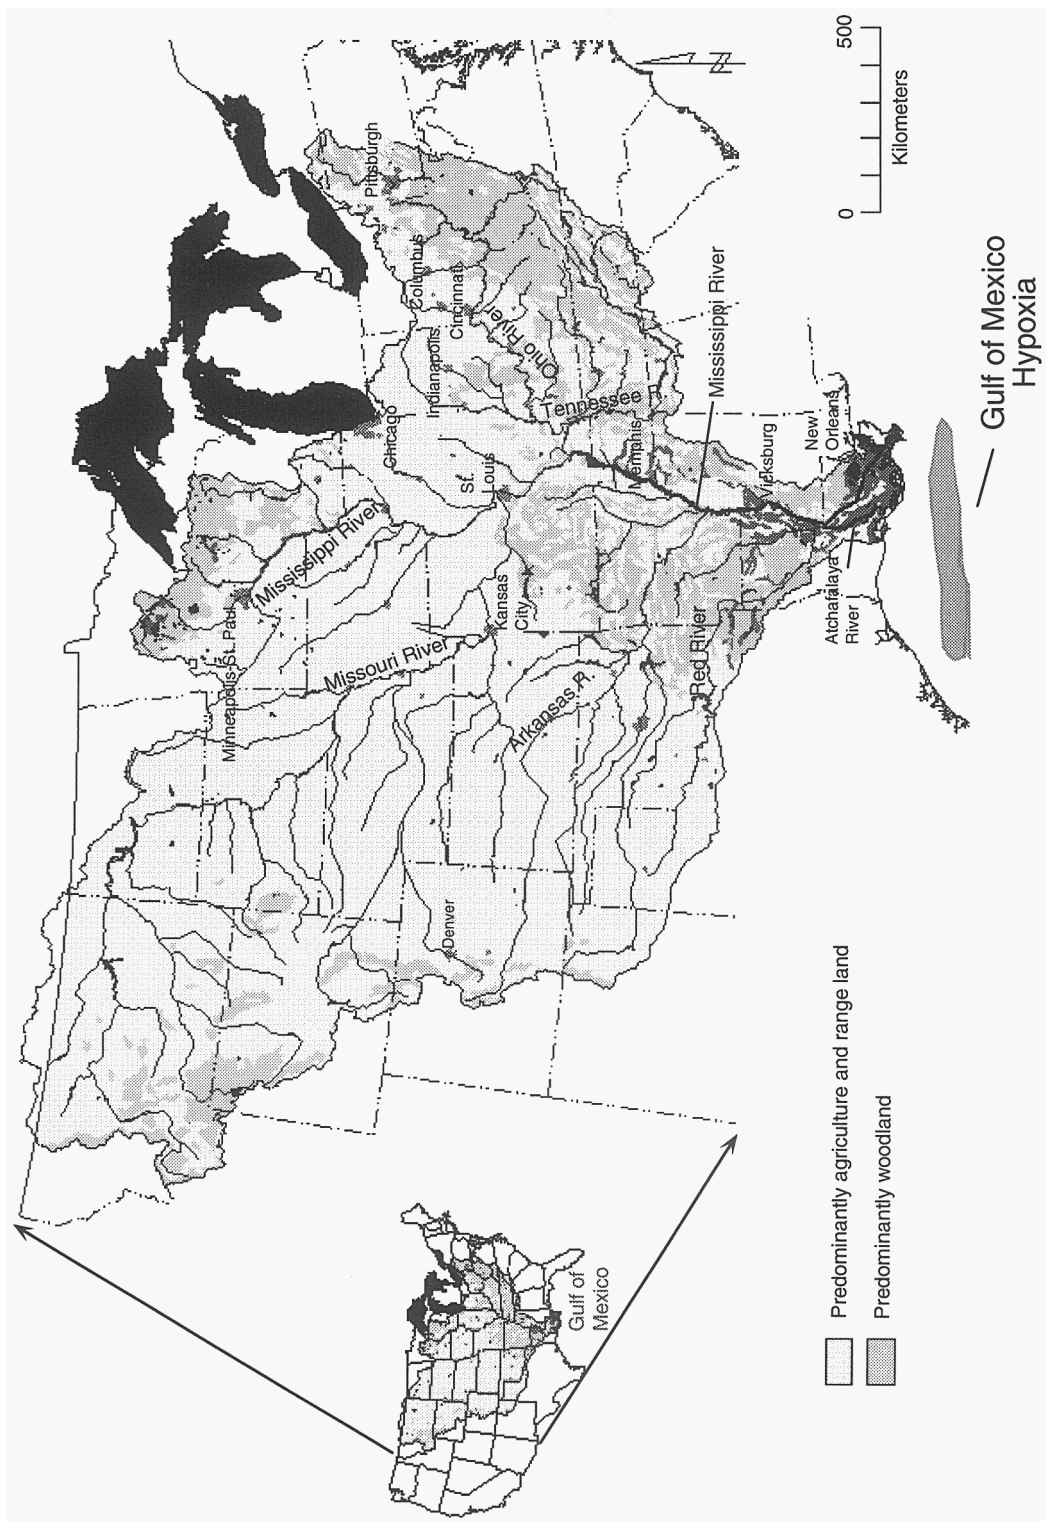 Pittsburgh
Columbus
Cincinnati
Indianapolis
Ohio River
Tennessee R.
Chicago
St.
Louis
Memphis
Mississippi River
Vicksburg
New
Orleans
Mississippi River
Minneapolis-St. Paul
Missouri River
Kansas
City
Arkansas R.
Red River
Atchafalaya
River
Denver
500
0
Kilometers
Gulf of Mexico
Hypoxia
Gulf of
Mexico
Predominantly agriculture and range land
Predominantly woodland